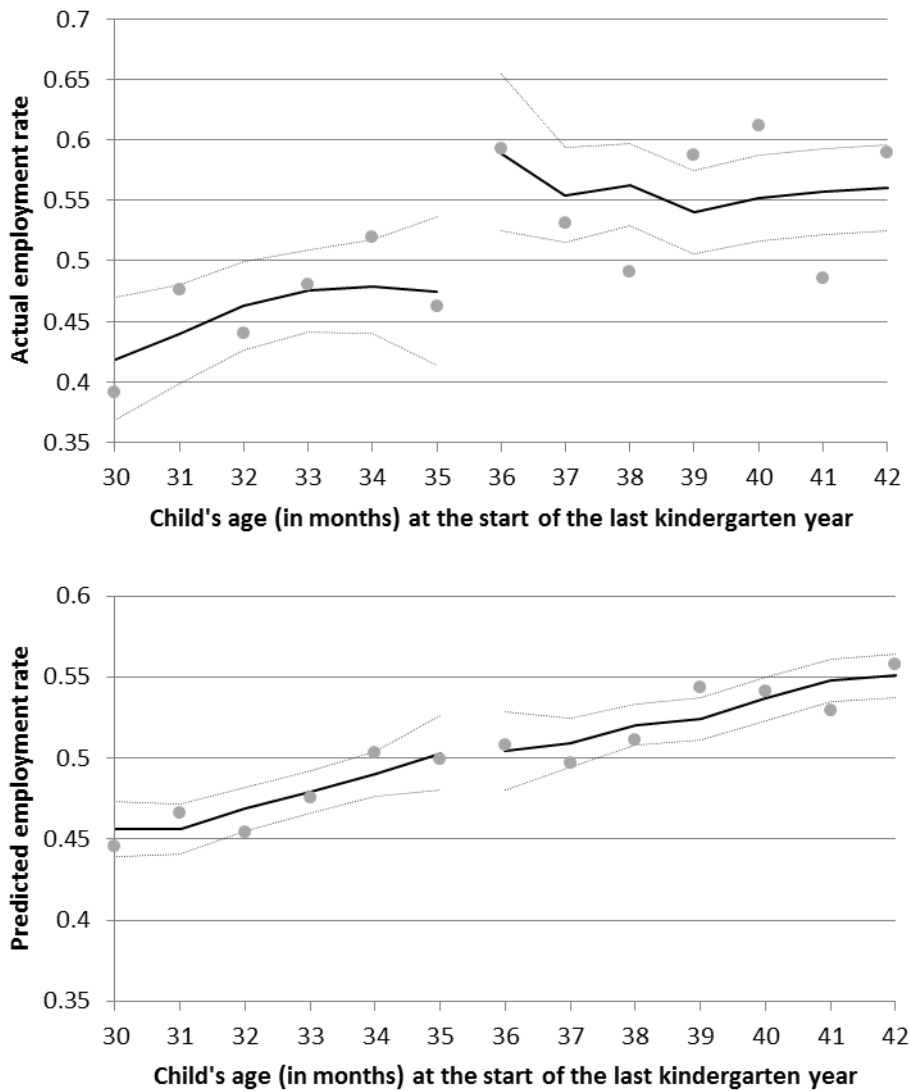 0.7
0.65
0.6
0.55
0.5
0.45
0.4
0.35
Actual employment rate
30 31 32 33 34 35 36 37 38 39 40 41 42
Child's age (in months) at the start of the last kindergarten year
0.6
0.55
0.5
0.45
0.4
0.35
Predicted employment rate
30 31 32 33 34 35 36 37 38 39 40 41 42
Child's age (in months) at the start of the last kindergarten year